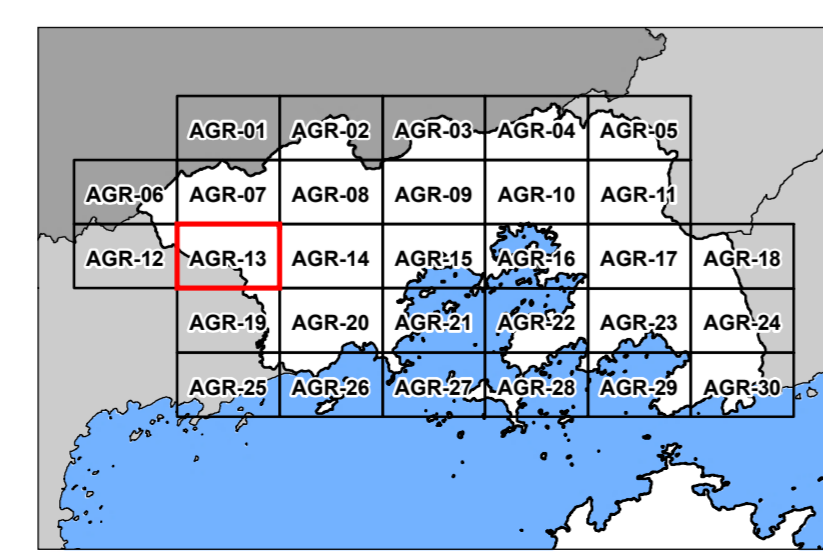 AGR-01 AGR-02 AGR-03 AGR-04 AGR-05
AGR-06 AGR-07 AGR-08 AGR-09 AGR-10 AGR-11
AGR-12 AGR-13 AGR-14 AGR-15 AGR-16 AGR-17 AGR-18
AGR-19 AGR-20 AGR-21 AGR-22 AGR-23 AGR-24
AGR-25 AGR-26 AGR-27 AGR-28 AGR-29 AGR-30